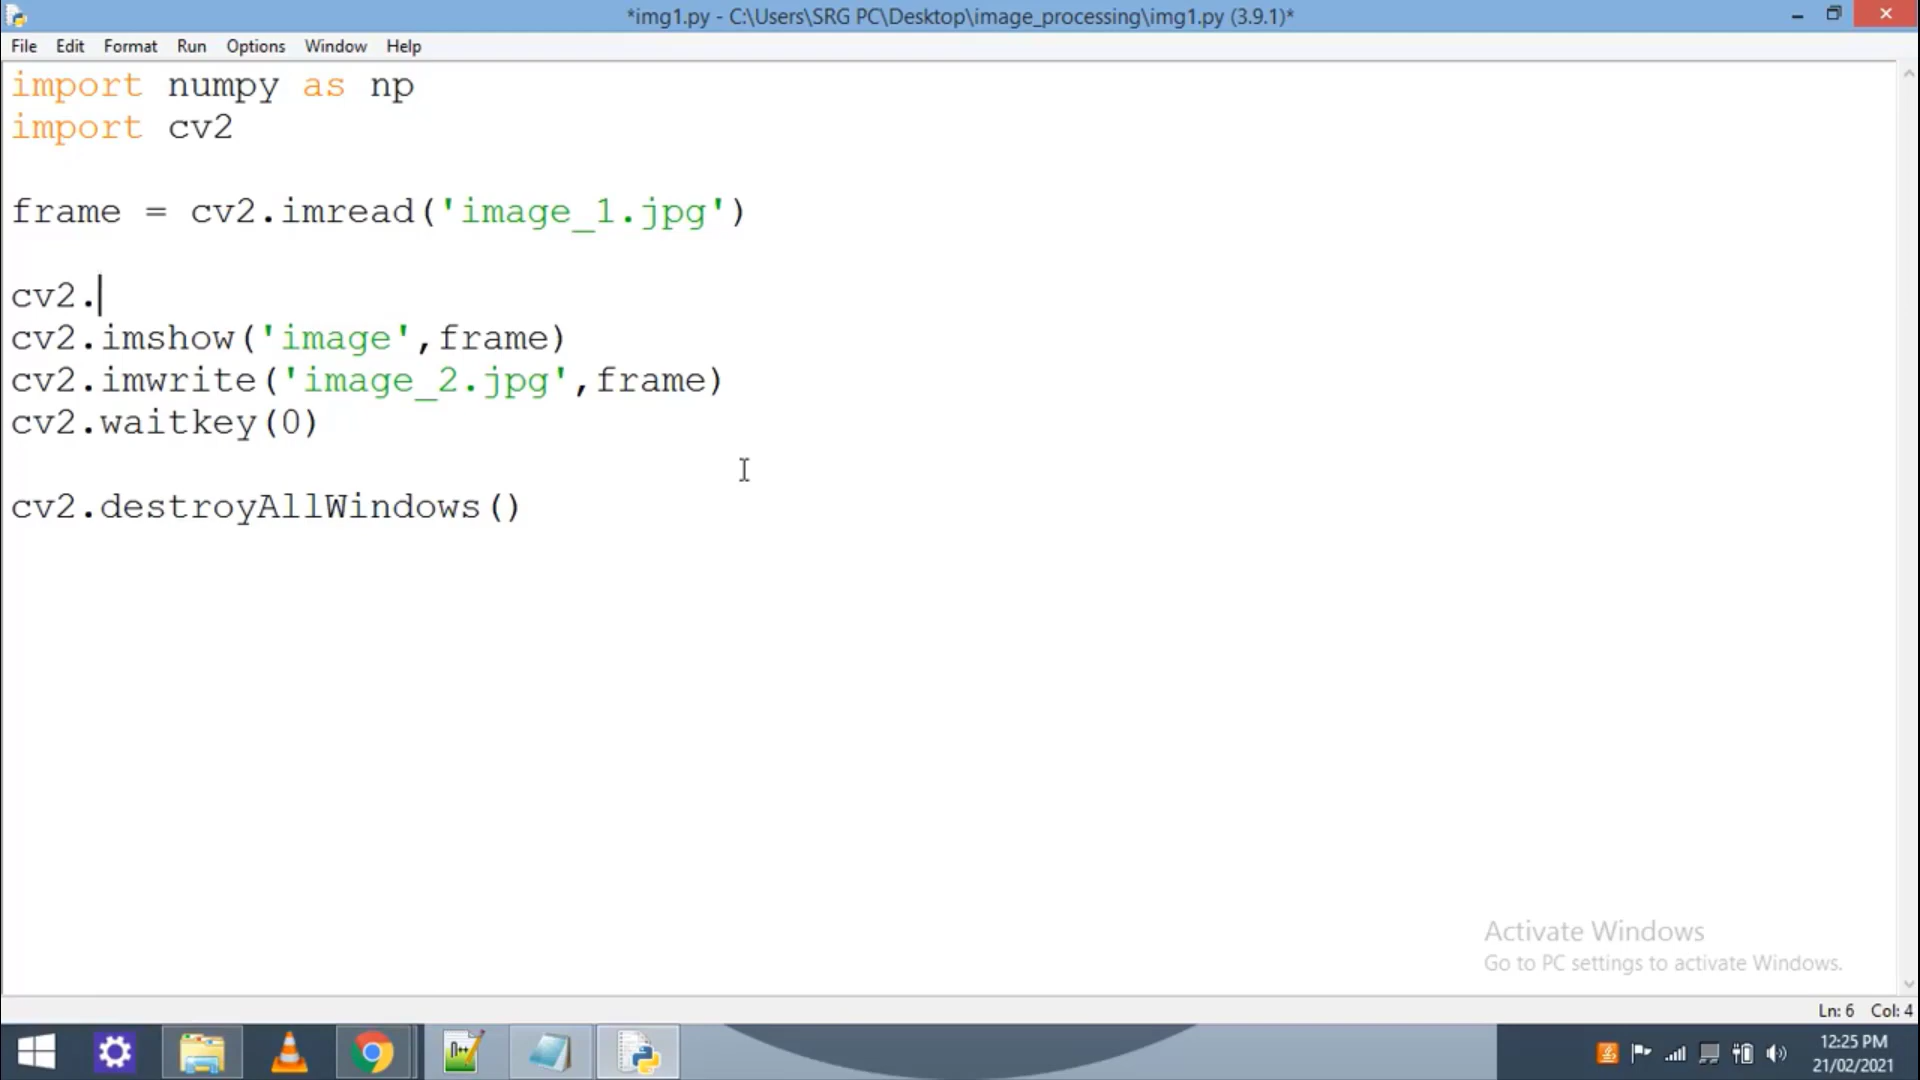 *img1.py - C:\Users\SRG PC\Desktop\image_processing\img1.py (3.9.1)*
File Edit Format Run Options Window Help
import numpy as np
import cv2
frame = cv2.imread('image_1.jpg')
cv2.
cv2.imshow('image',frame)
cv2.imwrite('image_2.jpg',frame)
cv2.waitkey(0)
cv2.destroyAllWindows()
Activate Windows
Go to PC settings to activate Windows.
Ln: 6 Col: 4
12:25 PM
21/02/2021